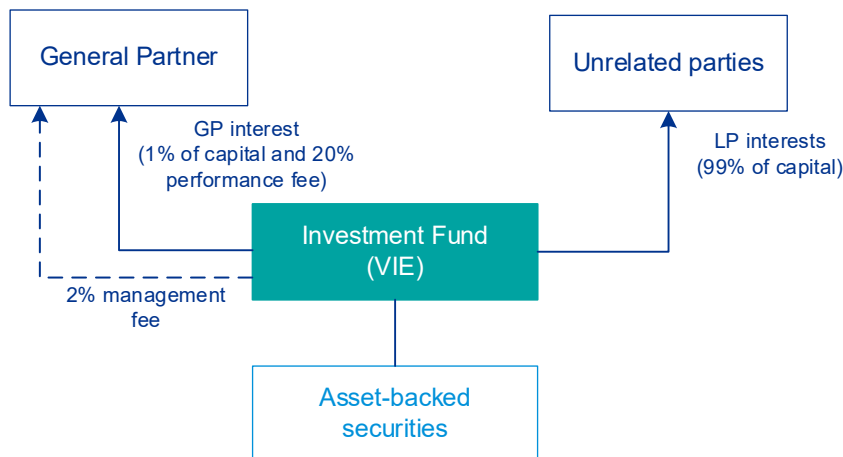 General Partner
Unrelated parties
GP interest
(1% of capital and 20%
performance fee)
LP interests
(99% of capital)
Investment Fund
(VIE)
2% management
fee
Asset-backed
securities